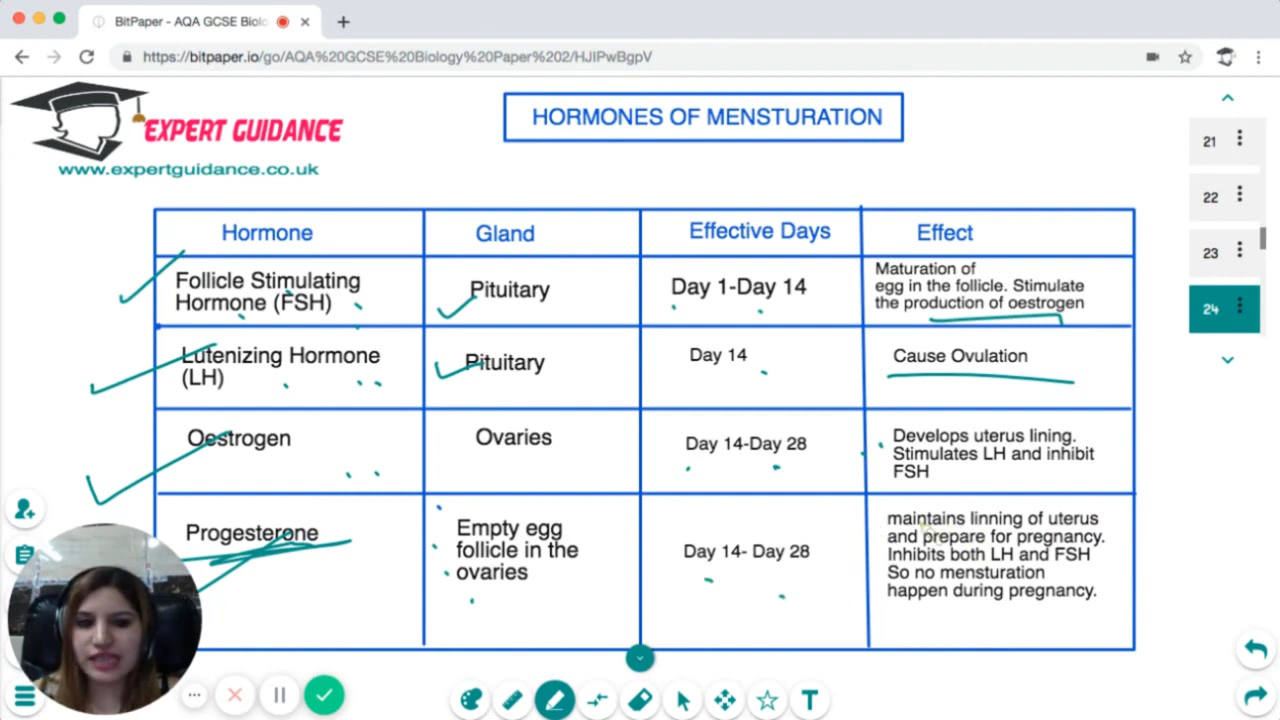 BitPaper - AQA GCSE Biolo
https://bitpaper.io/go/AQA%20GCSE%20Biology%20Paper%202/HJIPwBgpV
EXPERT GUIDANCE
www.expertguidance.co.uk
HORMONES OF MENSTURATION
21
22
23
24
Hormone
Gland
Effective Days
Effect
Follicle Stimulating
Hormone (FSH)
Pituitary
Day 1-Day 14
Maturation of
egg in the follicle. Stimulate
the production of oestrogen
Lutenizing Hormone
(LH)
Pituitary
Day 14
Cause Ovulation
Oestrogen
Ovaries
Day 14-Day 28
Develops uterus lining.
Stimulates LH and inhibit
FSH
Progesterone
Empty egg
follicle in the
ovaries
Day 14- Day 28
maintains linning of uterus
and prepare for pregnancy.
Inhibits both LH and FSH
So no mensturation
happen during pregnancy.
T